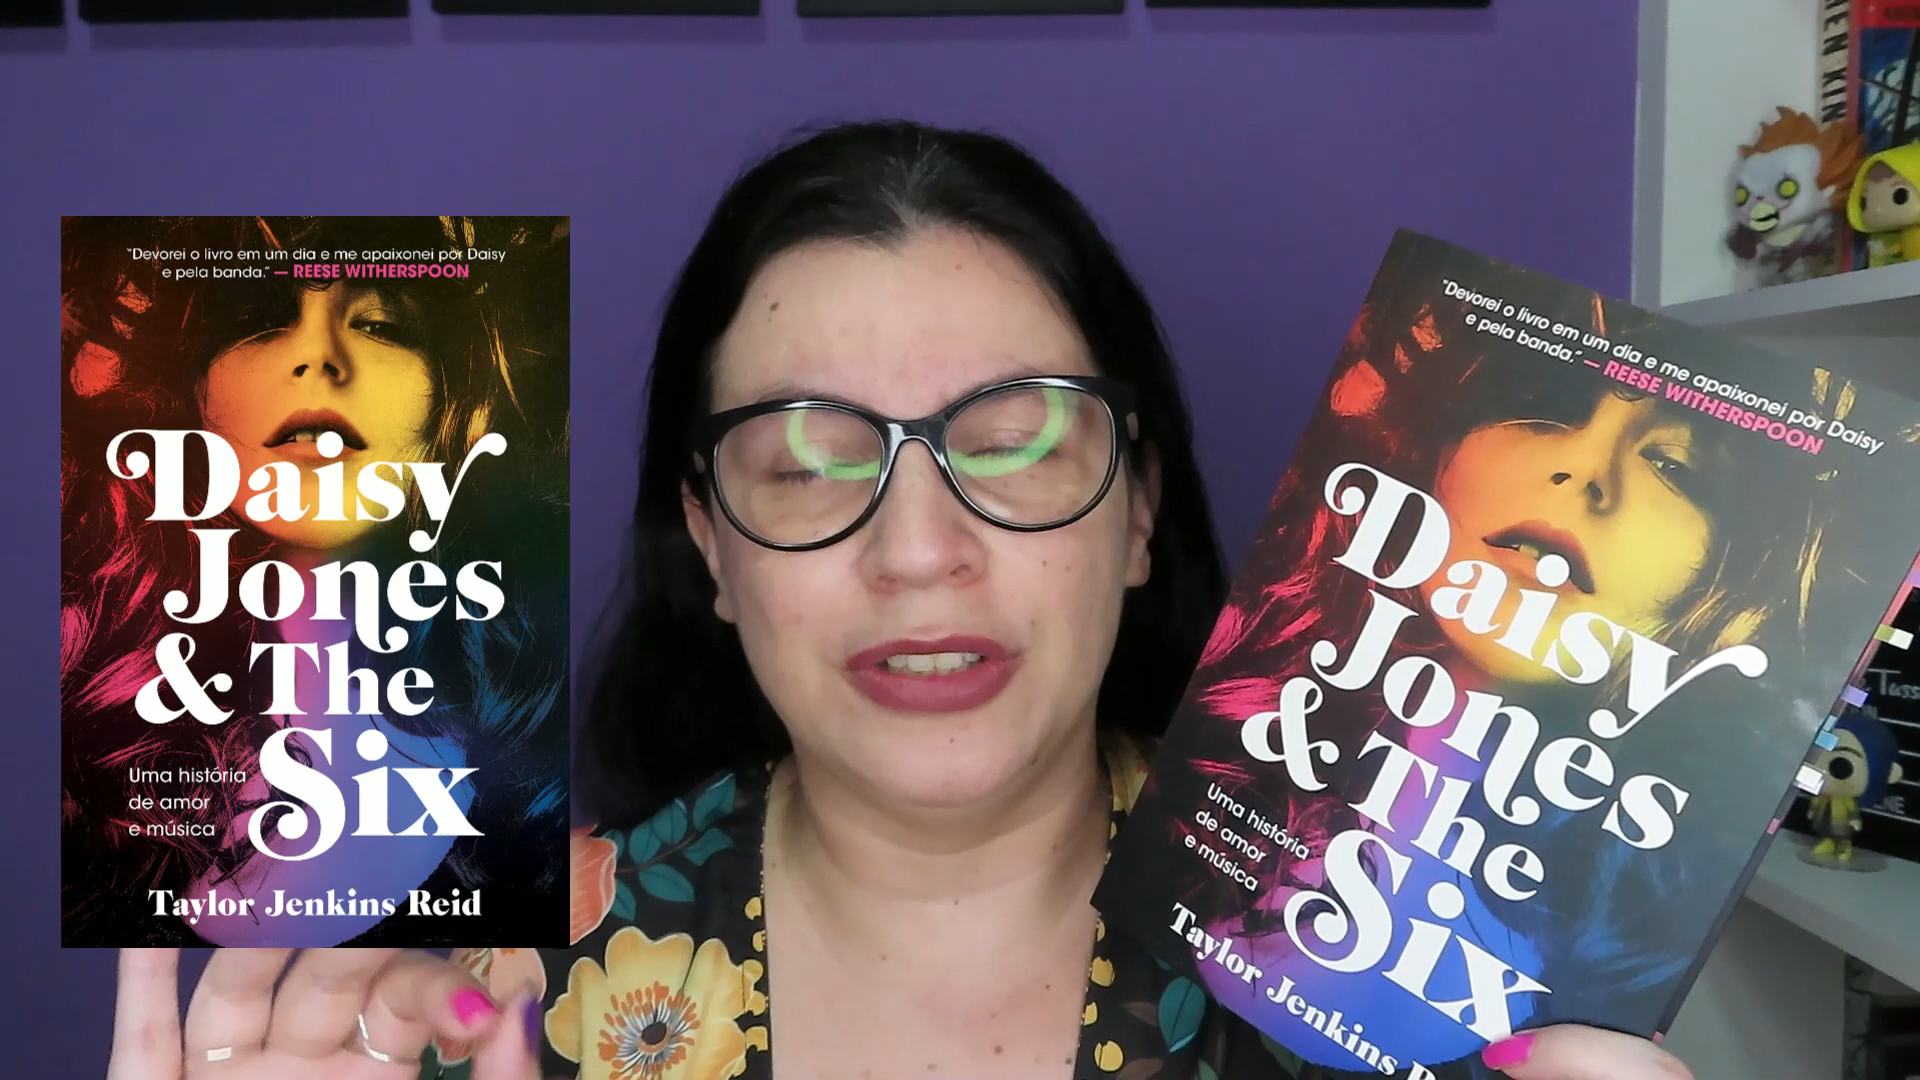 "Devorei o livro em um dia e me apaixonei por Daisy
e pela banda." — REESE WITHERSPOON
Daisy
Jones
& The
Six
Uma história
de amor
e música
Taylor Jenkins Reid
"Devorei o livro em um dia e me apaixonei por Daisy
e pela banda." — REESE WITHERSPOON
Daisy
Jones
& The
Six
Uma história
de amor
e música
Taylor Jenkins